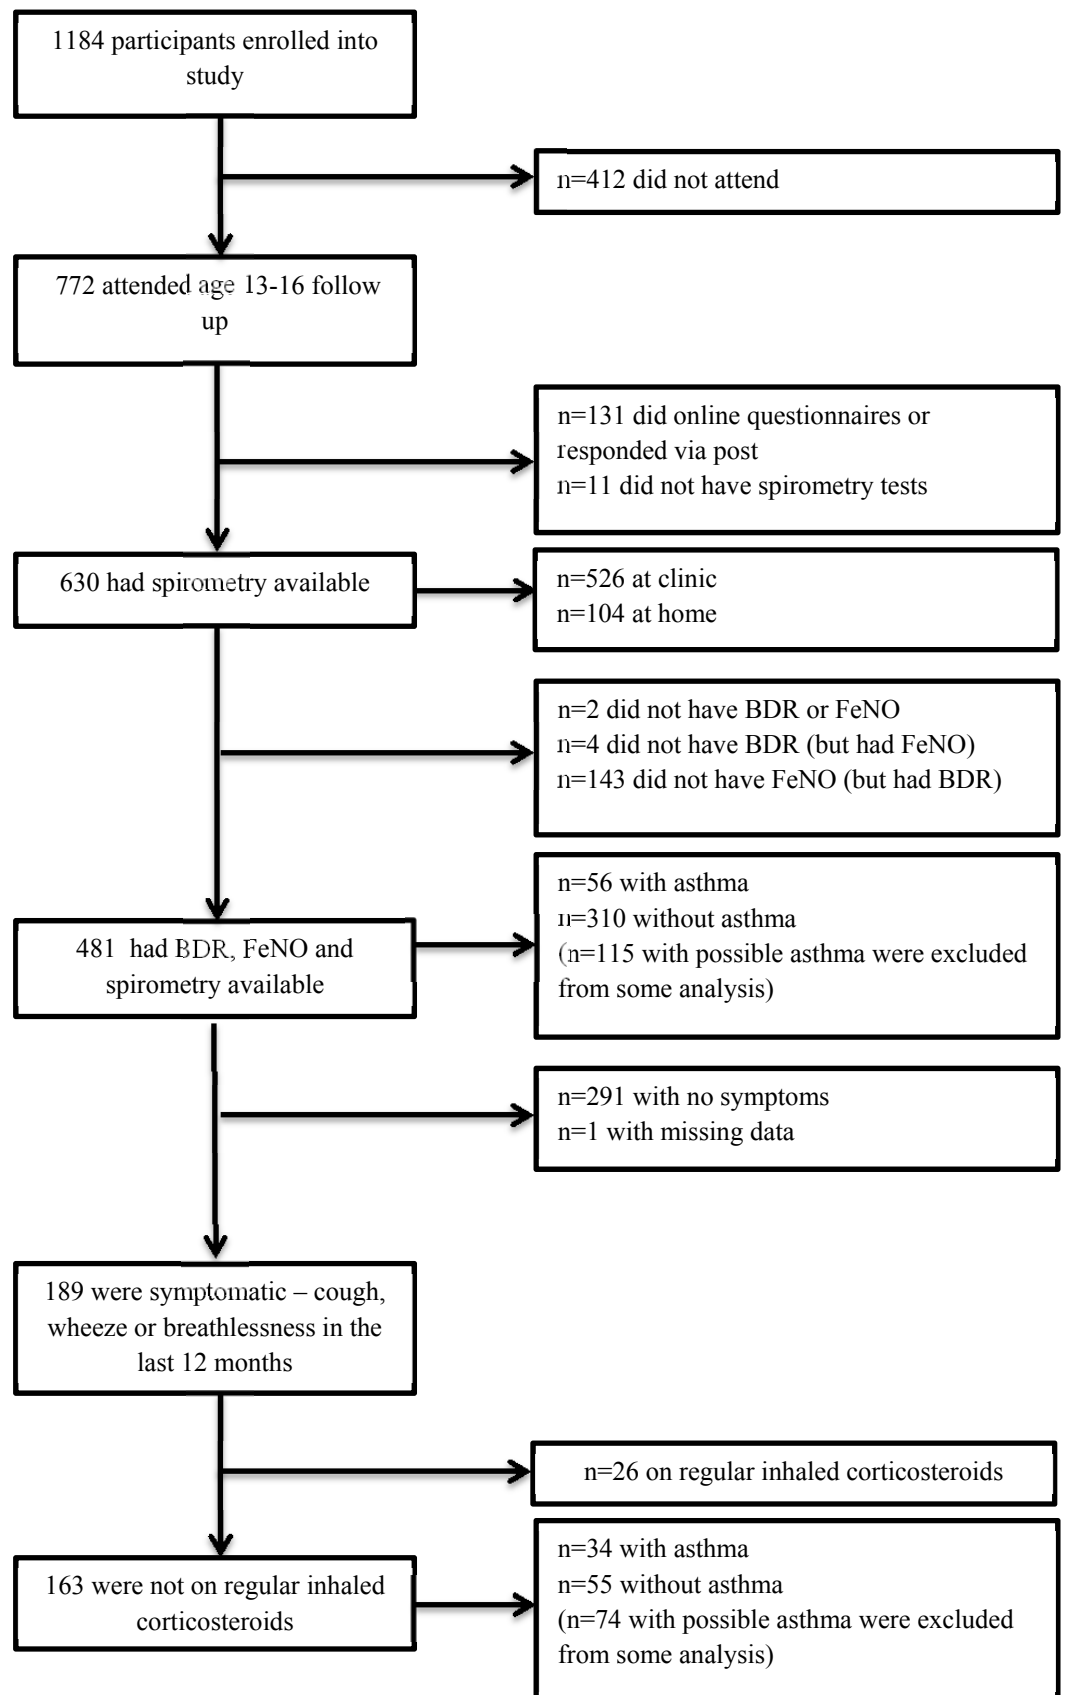 1184 participants enrolled into
study
n=412 did not attend
772 attended age 13-16 follow
up
n=131 did online questionnaires or
responded via post
n=11 did not have spirometry tests
630 had spirometry available
n=526 at clinic
n=104 at home
n=2 did not have BDR or FeNO
n=4 did not have BDR (but had FeNO)
n=143 did not have FeNO (but had BDR)
481 had BDR, FeNO and
spirometry available
n=56 with asthma
n=310 without asthma
(n=115 with possible asthma were excluded
from some analysis)
n=291 with no symptoms
n=1 with missing data
189 were symptomatic – cough,
wheeze or breathlessness in the
last 12 months
n=26 on regular inhaled corticosteroids
163 were not on regular inhaled
corticosteroids
n=34 with asthma
n=55 without asthma
(n=74 with possible asthma were excluded
from some analysis)